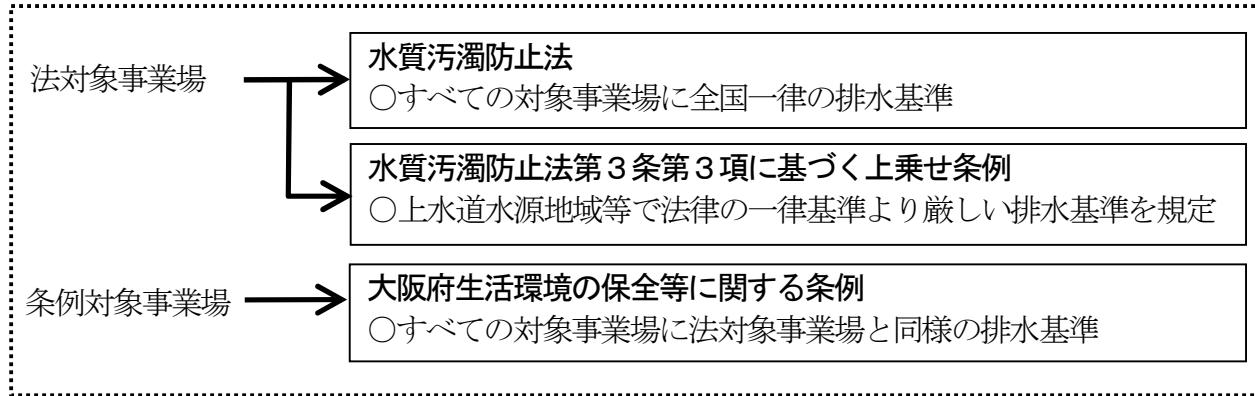 法対象事業場
水質汚濁防止法
○すべての対象事業場に全国一律の排水基準
水質汚濁防止法第３条第３項に基づく上乗せ条例
○上水道水源地域等で法律の一律基準より厳しい排水基準を規定
条例対象事業場
大阪府生活環境の保全等に関する条例
○すべての対象事業場に法対象事業場と同様の排水基準